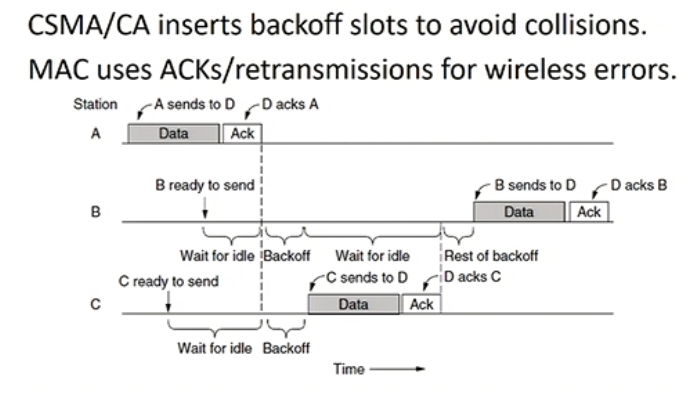 CSMA/CA inserts backoff slots to avoid collisions.
MAC uses ACKs/retransmissions for wireless errors.
Station
A sends to D
D acks A
A
Data
Ack
B ready to send
B sends to D
D acks B
B
Data
Ack
Wait for idle
Backoff
Wait for idle
Rest of backoff
C ready to send
C sends to D
D acks C
C
Data
Ack
Wait for idle
Backoff
Time